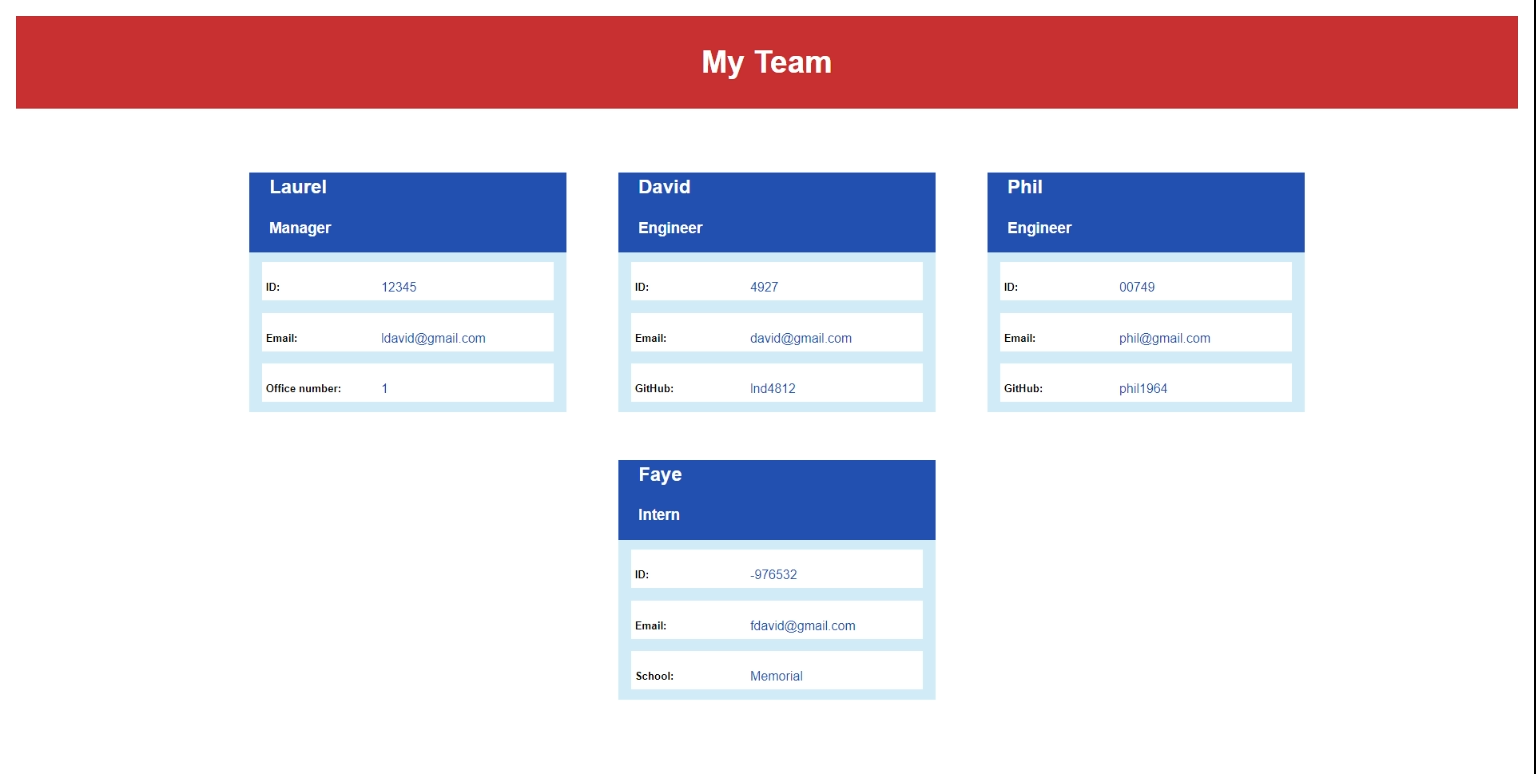 My Team
Laurel
Manager
ID: 12345
Email: ldavid@gmail.com
Office number: 1
David
Engineer
ID: 4927
Email: david@gmail.com
GitHub: lnd4812
Phil
Engineer
ID: 00749
Email: phil@gmail.com
GitHub: phil1964
Faye
Intern
ID: -976532
Email: fdavid@gmail.com
School: Memorial